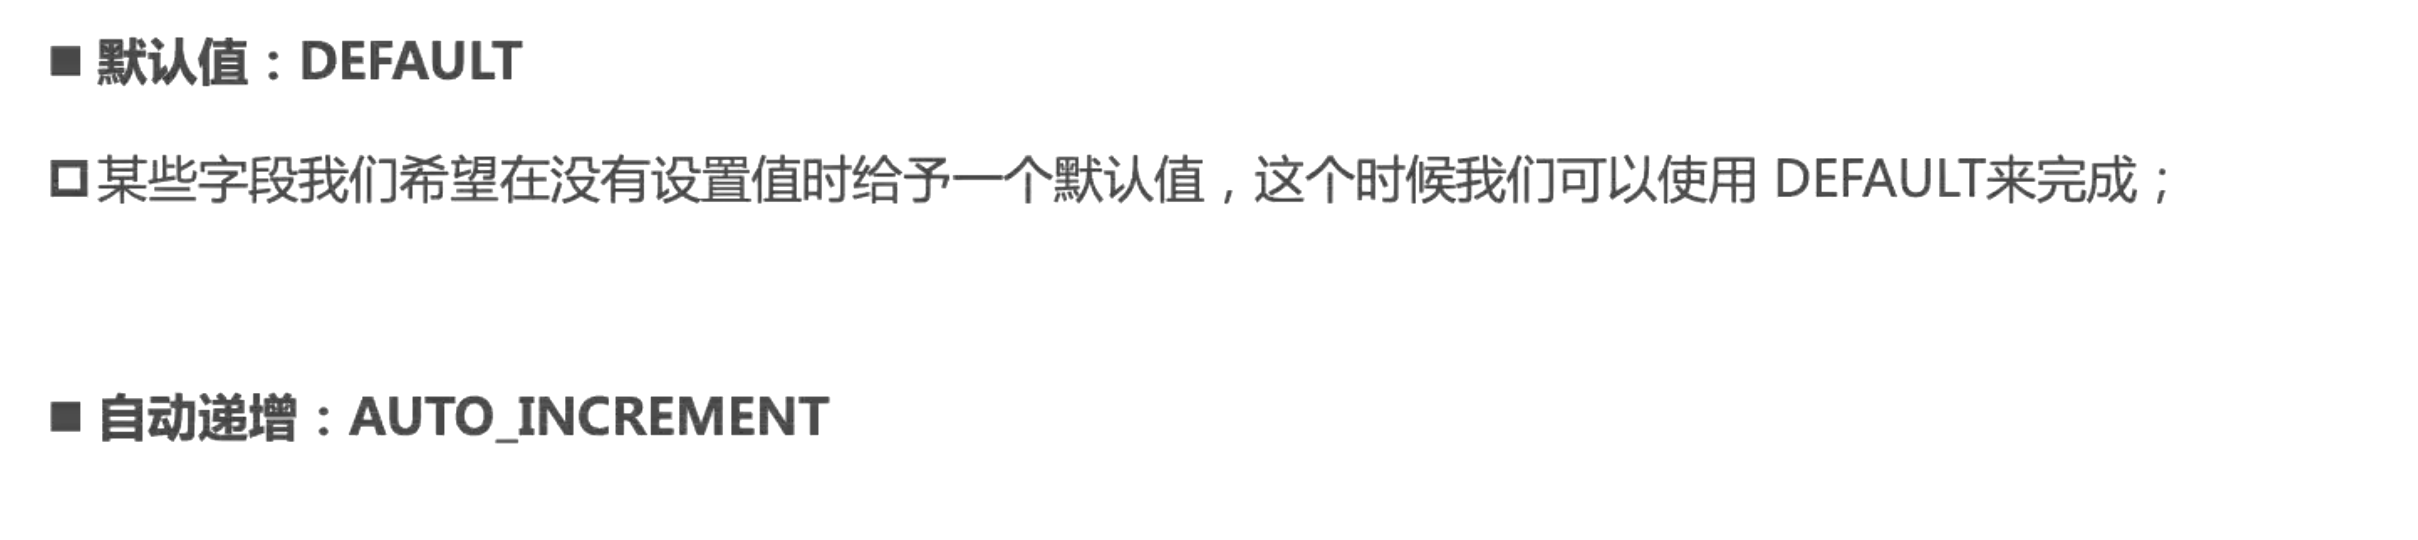 ■ 默认值：DEFAULT
□ 某些字段我们希望在没有设置值时给予一个默认值，这个时候我们可以使用 DEFAULT来完成；
■ 自动递增：AUTO_INCREMENT